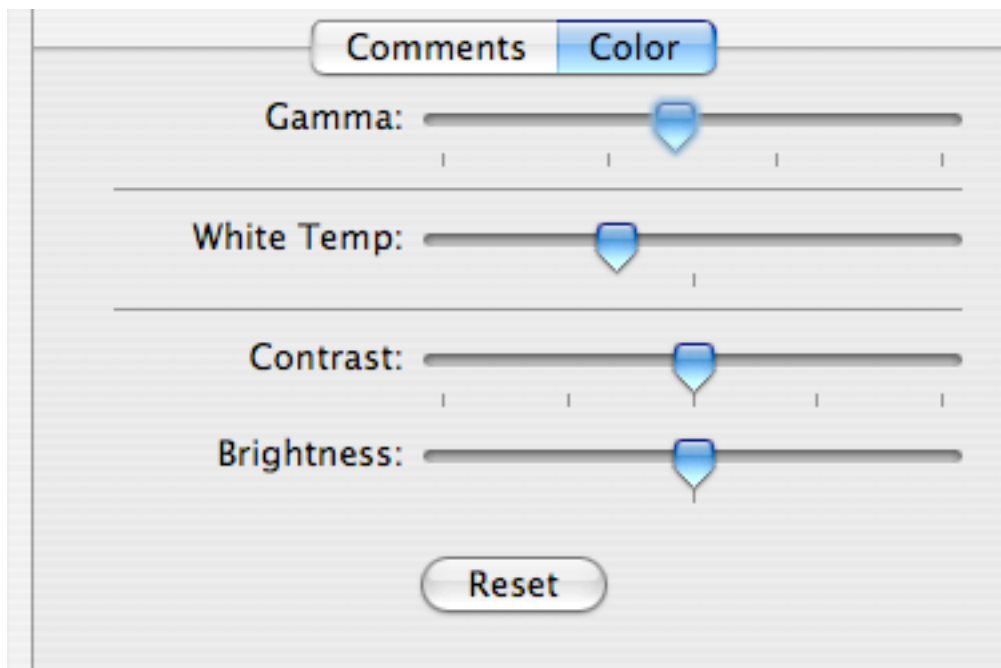 Comments Color
Gamma:
White Temp:
Contrast:
Brightness:
Reset